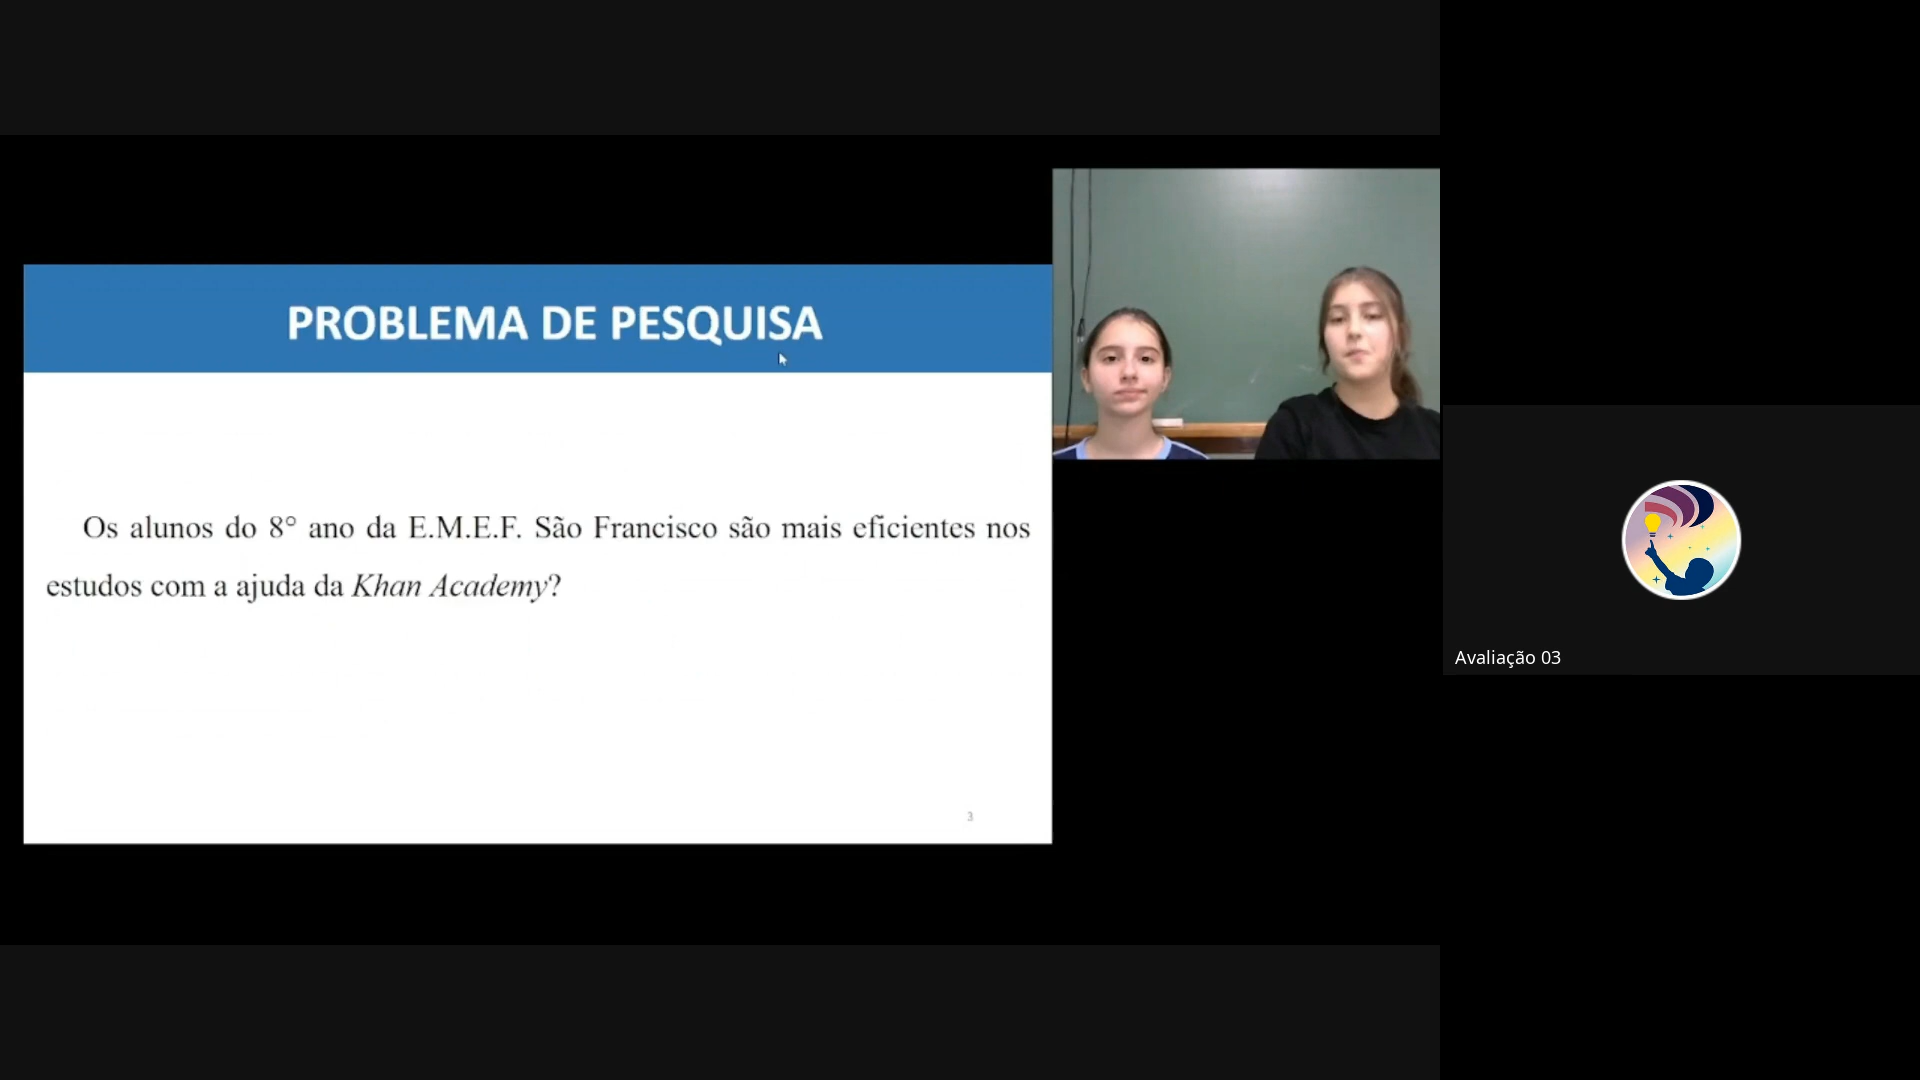 PROBLEMA DE PESQUISA
Os alunos do 8° ano da E.M.E.F. São Francisco são mais eficientes nos
estudos com a ajuda da Khan Academy?
3
Avaliação 03